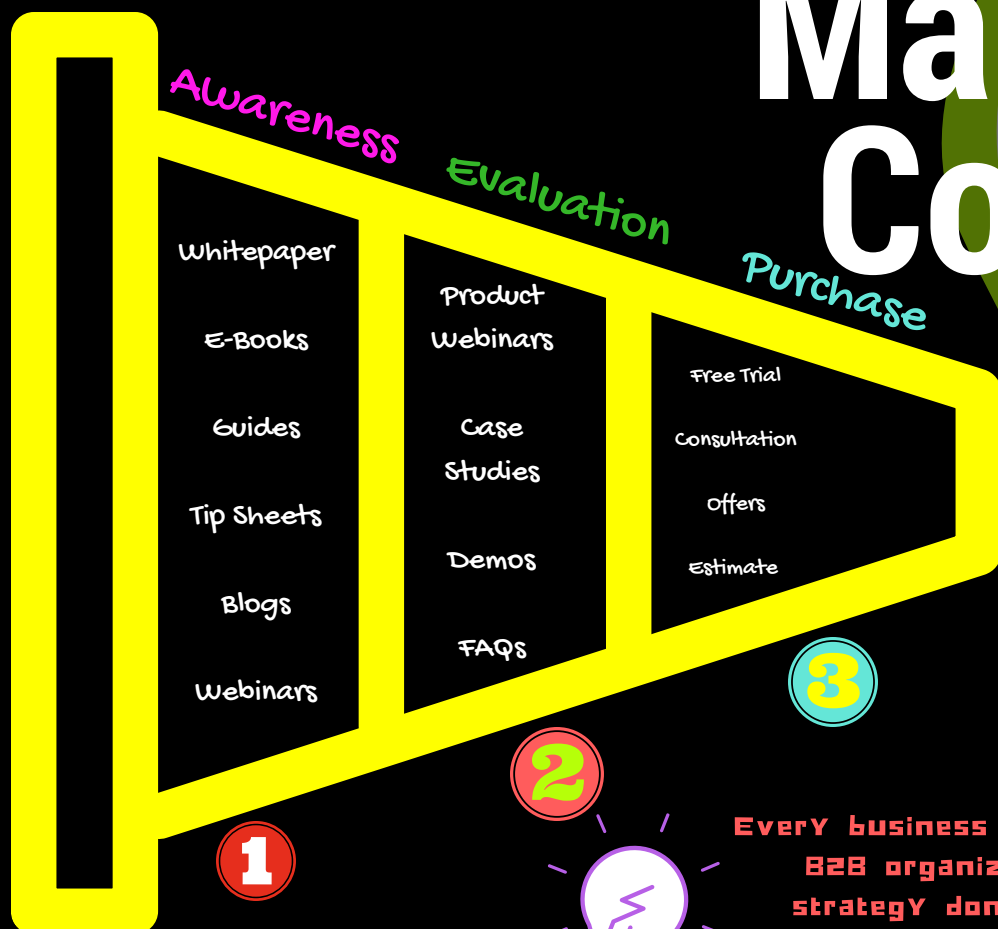 Ma
Co
Awareness
Evaluation
Purchase
Whitepaper
E-Books
Guides
Tip Sheets
Blogs
Webinars
Product
Webinars
Case
Studies
Demos
FAQs
Free Trial
Consultation
Offers
Estimate
1
2
3
Every business
B2B organiz
strategy don